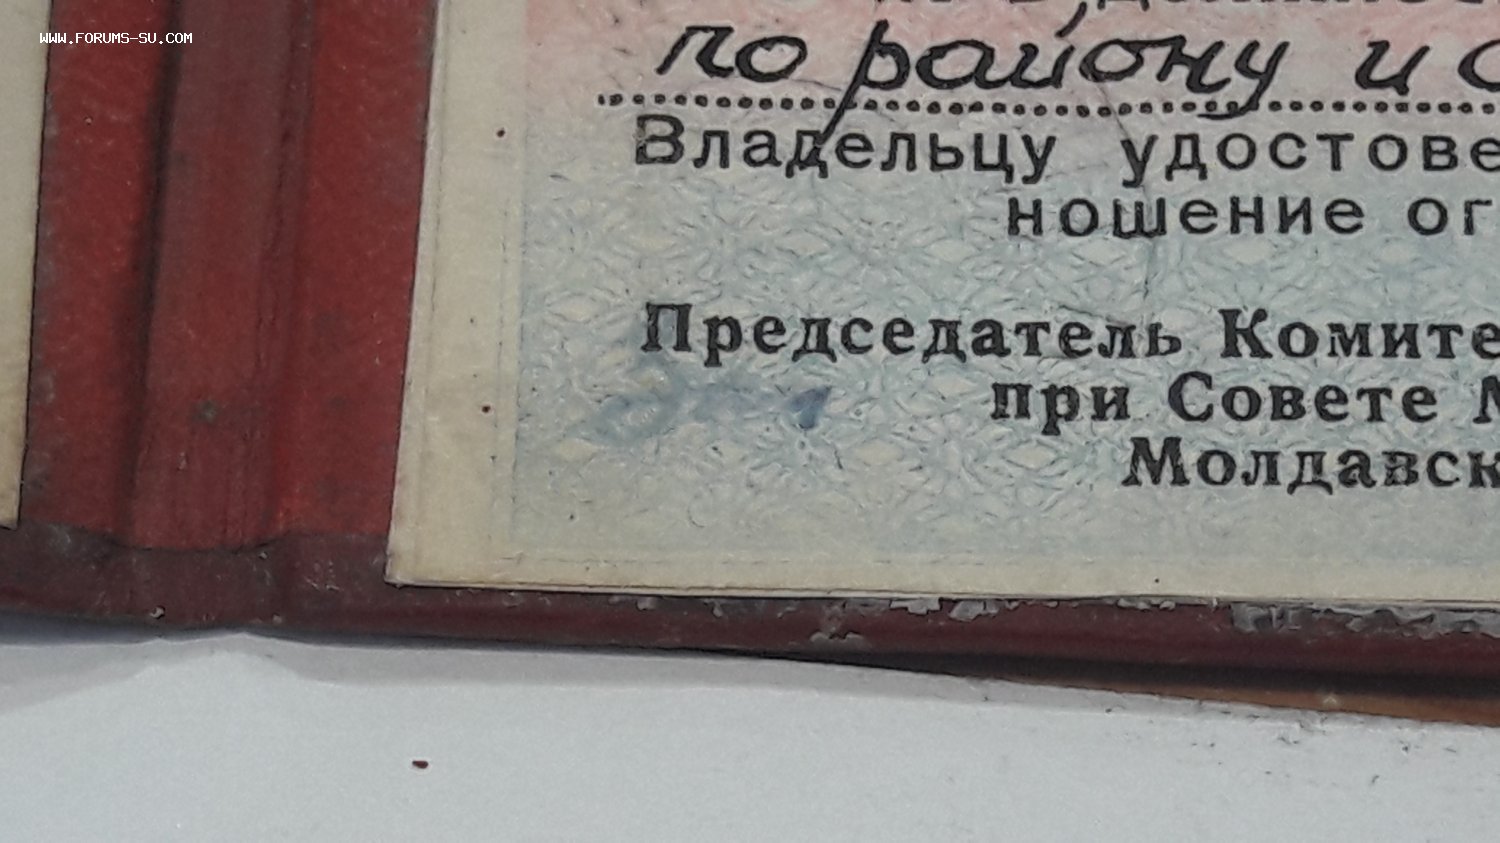 WWW.FORUMS-SU.COM
по району и
Владельцу удостове
ношение ог
Председатель Комите
при Совете М
Молдавск